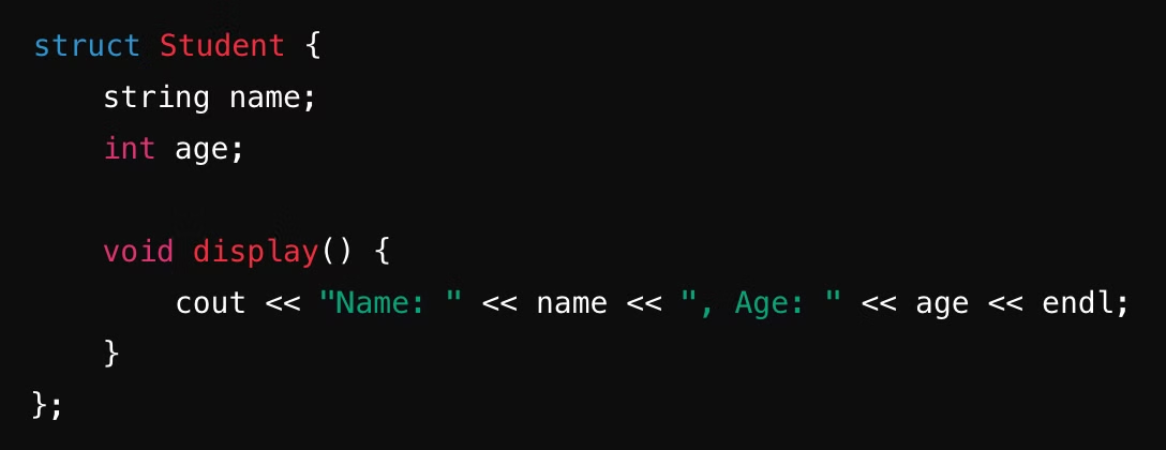 struct Student {
    string name;
    int age;

    void display() {
        cout << "Name: " << name << ", Age: " << age << endl;
    }
};